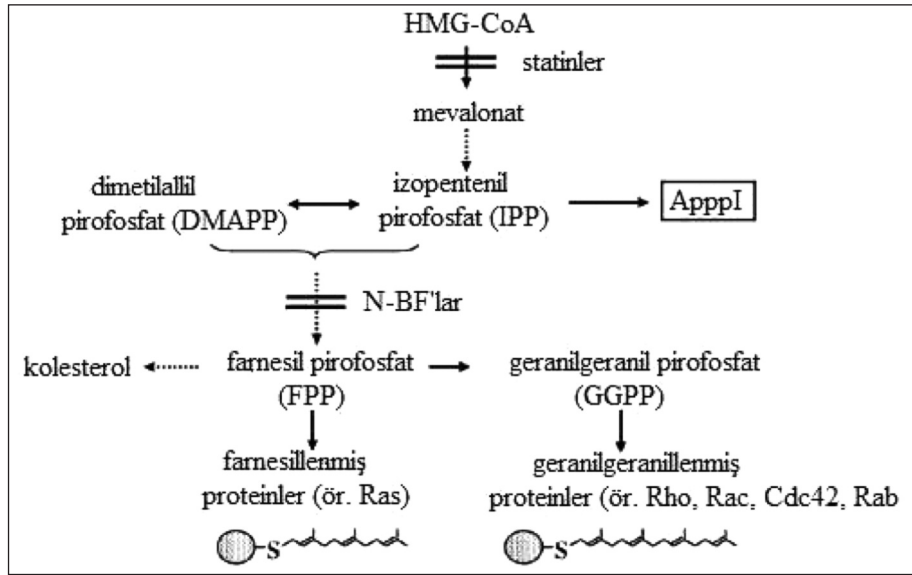 HMG-CoA
statinler
mevalonat
dimetilallil
pirofosfat (DMAPP)
izopentenil
pirofosfat (IPP)
ApppI
N-BF'lar
kolesterol
farnesil pirofosfat
(FPP)
geranilgeranil pirofosfat
(GGPP)
farnesillenmiş
proteinler (ör. Ras)
geranilgeranillenmiş
proteinler (ör. Rho, Rac, Cdc42, Rab
S
S